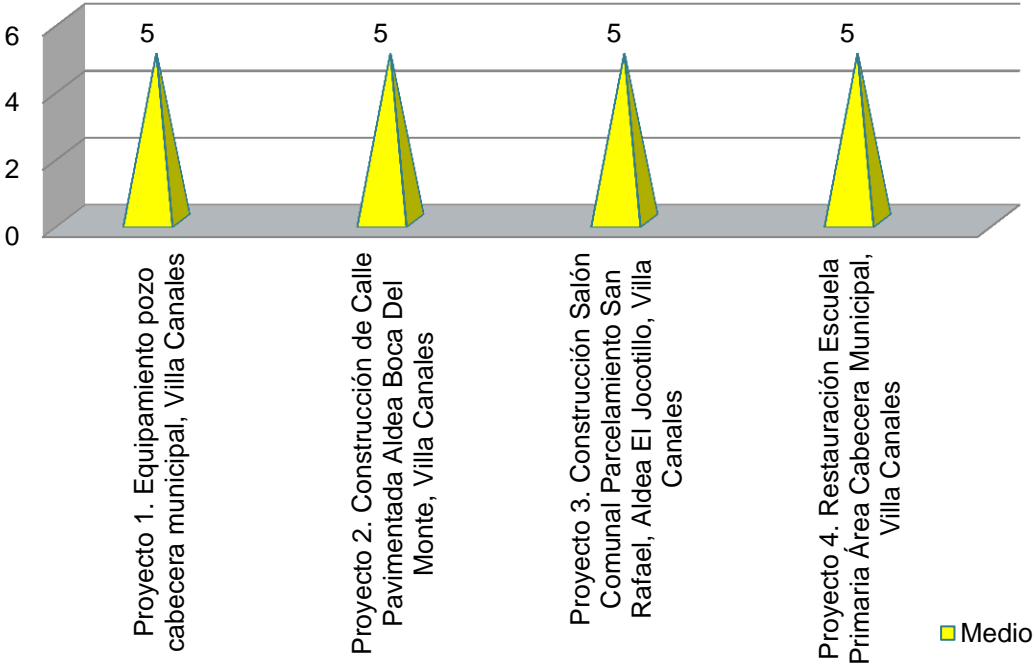 6
4
2
0
5
5
5
5
Proyecto 1. Equipamiento pozo
cabecera municipal, Villa Canales
Proyecto 2. Construcción de Calle
Pavimentada Aldea Boca Del
Monte, Villa Canales
Proyecto 3. Construcción Salón
Comunal Parcelamiento San
Rafael, Aldea El Jocotillo, Villa
Canales
Proyecto 4. Restauración Escuela
Primaria Área Cabecera Municipal,
Villa Canales
Medio